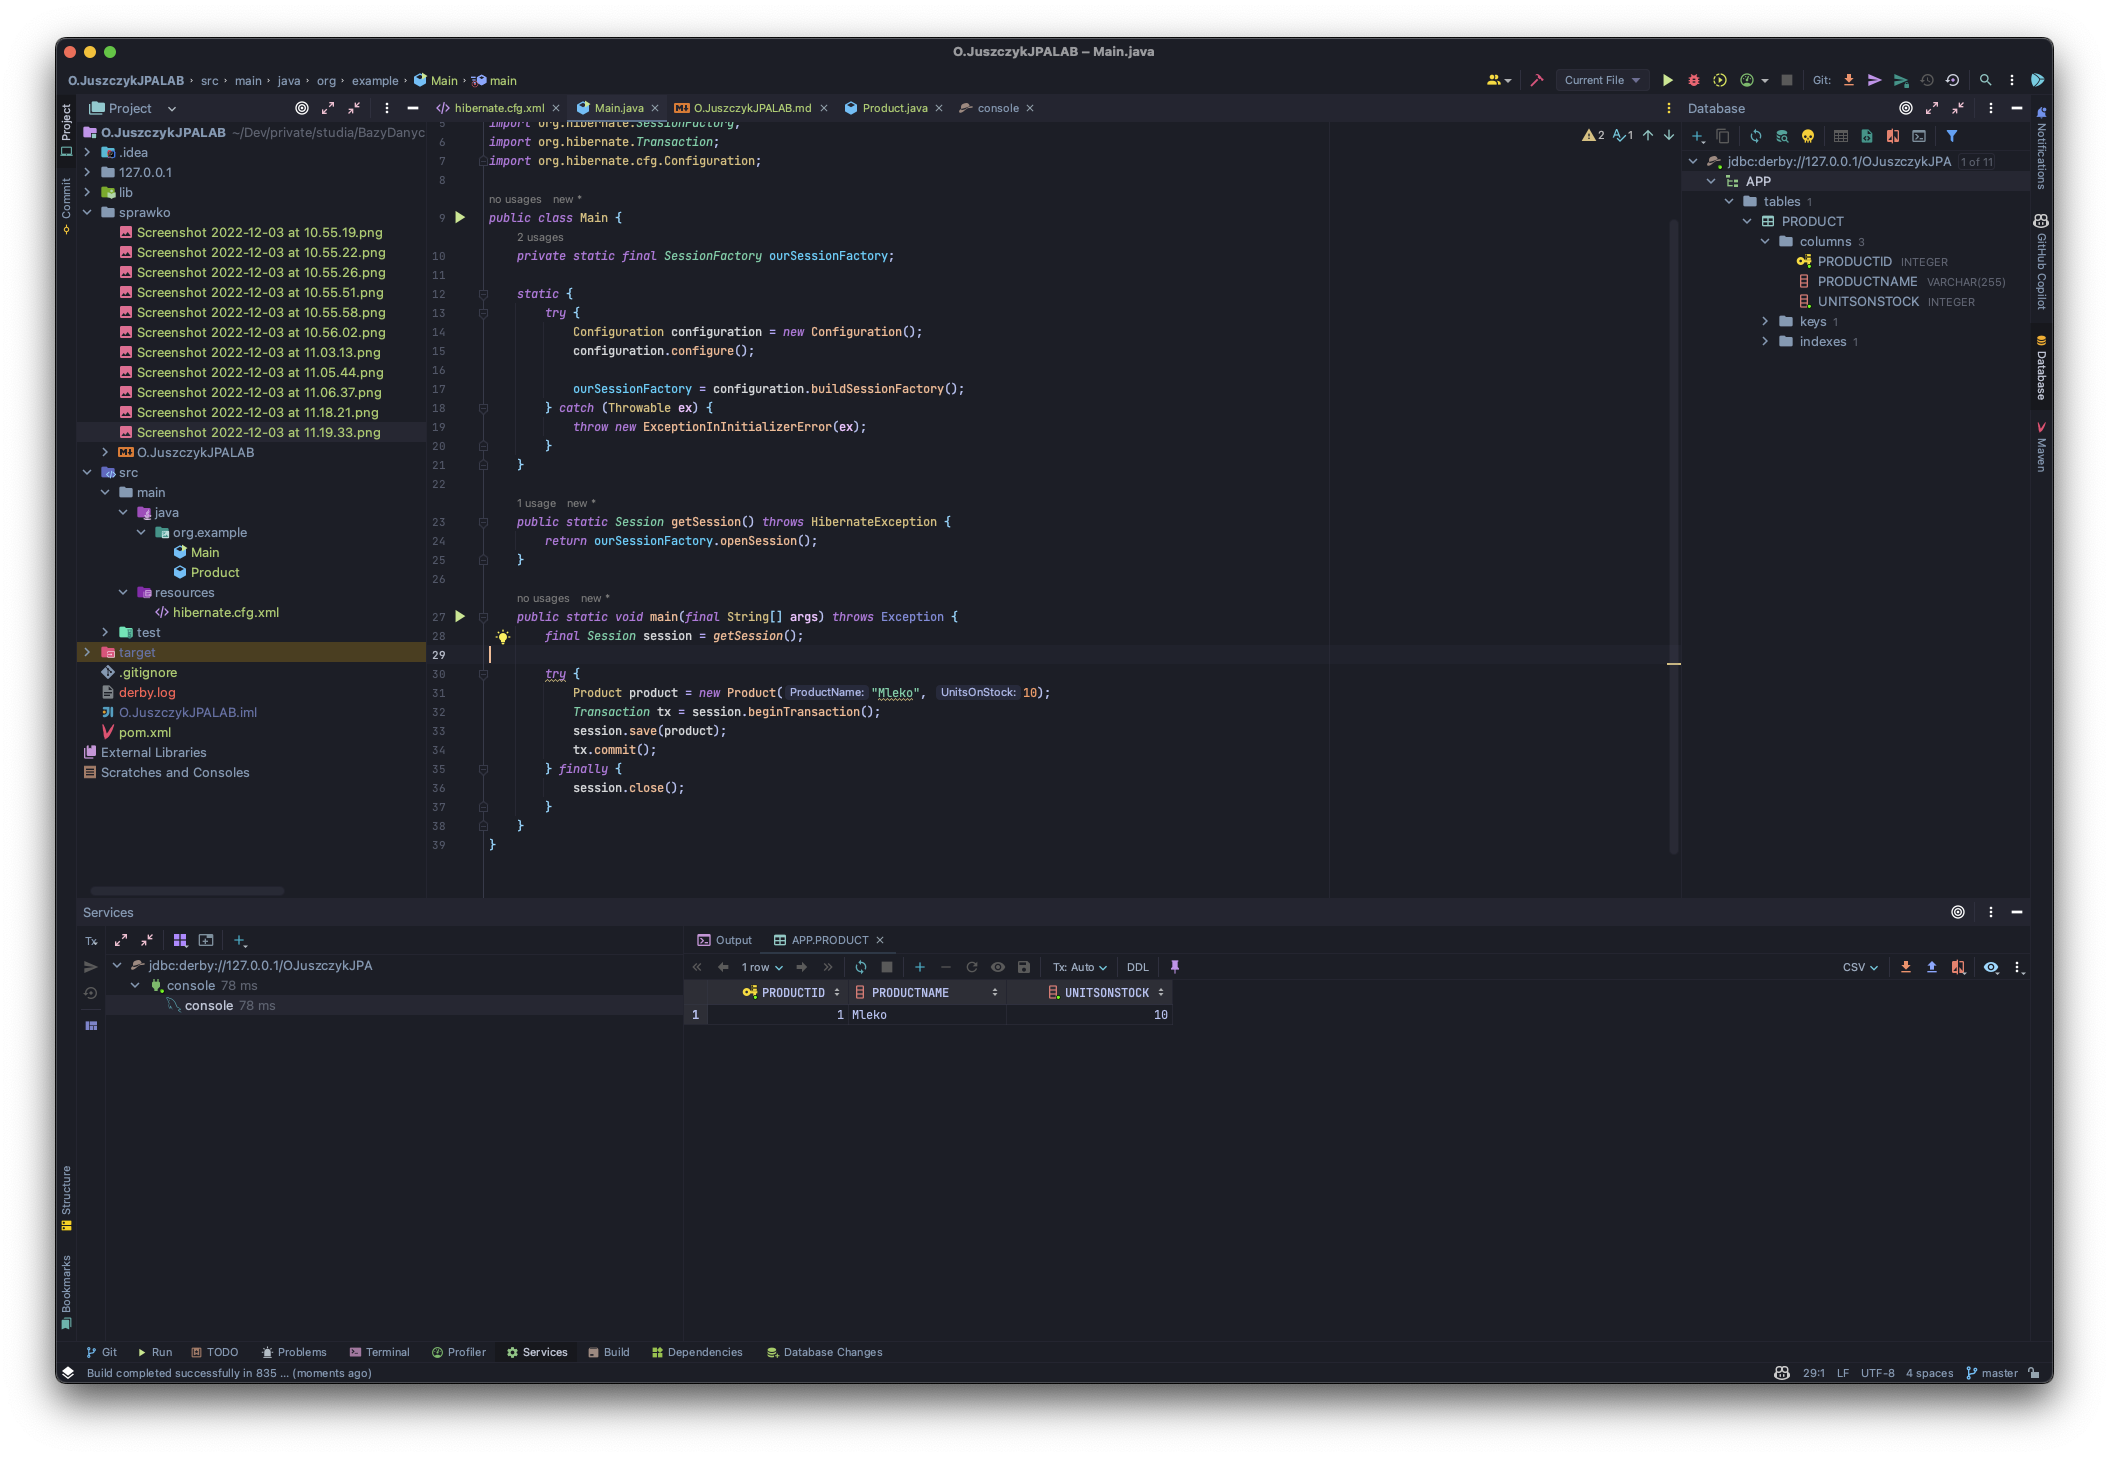 O.JuszczykJPALAB – Main.java
O.JuszczykJPALAB › src › main › java › org › example › Main › main
Current File
Git:
Project
Commit
Structure
Bookmarks
Project
O.JuszczykJPALAB ~/Dev/private/studia/BazyDanyc
.idea
127.0.0.1
lib
sprawko
Screenshot 2022-12-03 at 10.55.19.png
Screenshot 2022-12-03 at 10.55.22.png
Screenshot 2022-12-03 at 10.55.26.png
Screenshot 2022-12-03 at 10.55.51.png
Screenshot 2022-12-03 at 10.55.58.png
Screenshot 2022-12-03 at 10.56.02.png
Screenshot 2022-12-03 at 11.03.13.png
Screenshot 2022-12-03 at 11.05.44.png
Screenshot 2022-12-03 at 11.06.37.png
Screenshot 2022-12-03 at 11.18.21.png
Screenshot 2022-12-03 at 11.19.33.png
O.JuszczykJPALAB
src
main
java
org.example
Main
Product
resources
hibernate.cfg.xml
test
target
.gitignore
derby.log
O.JuszczykJPALAB.iml
pom.xml
External Libraries
Scratches and Consoles
hibernate.cfg.xml Main.java O.JuszczykJPALAB.md Product.java console
2 1
5 import org.hibernate.SessionFactory;
6 import org.hibernate.Transaction;
7 import org.hibernate.cfg.Configuration;
8
no usages new *
9 public class Main {
2 usages
10 private static final SessionFactory ourSessionFactory;
11
12 static {
13 try {
14 Configuration configuration = new Configuration();
15 configuration.configure();
16
17 ourSessionFactory = configuration.buildSessionFactory();
18 } catch (Throwable ex) {
19 throw new ExceptionInInitializerError(ex);
20 }
21 }
22
1 usage new *
23 public static Session getSession() throws HibernateException {
24 return ourSessionFactory.openSession();
25 }
26
no usages new *
27 public static void main(final String[] args) throws Exception {
28 final Session session = getSession();
29
30 try {
31 Product product = new Product( ProductName: "Mleko", UnitsOnStock: 10);
32 Transaction tx = session.beginTransaction();
33 session.save(product);
34 tx.commit();
35 } finally {
36 session.close();
37 }
38 }
39 }
Database
jdbc:derby://127.0.0.1/OJuszczykJPA 1 of 11
APP
tables 1
PRODUCT
columns 3
PRODUCTID INTEGER
PRODUCTNAME VARCHAR(255)
UNITSONSTOCK INTEGER
keys 1
indexes 1
Notifications
GitHub Copilot
Database
Maven
Services
Tx
jdbc:derby://127.0.0.1/OJuszczykJPA
console 78 ms
console 78 ms
Output APP.PRODUCT
1 row Tx: Auto DDL CSV
PRODUCTID PRODUCTNAME UNITSONSTOCK
1 1 Mleko 10
Git Run TODO Problems Terminal Profiler Services Build Dependencies Database Changes
Build completed successfully in 835 ... (moments ago)
29:1 LF UTF-8 4 spaces master